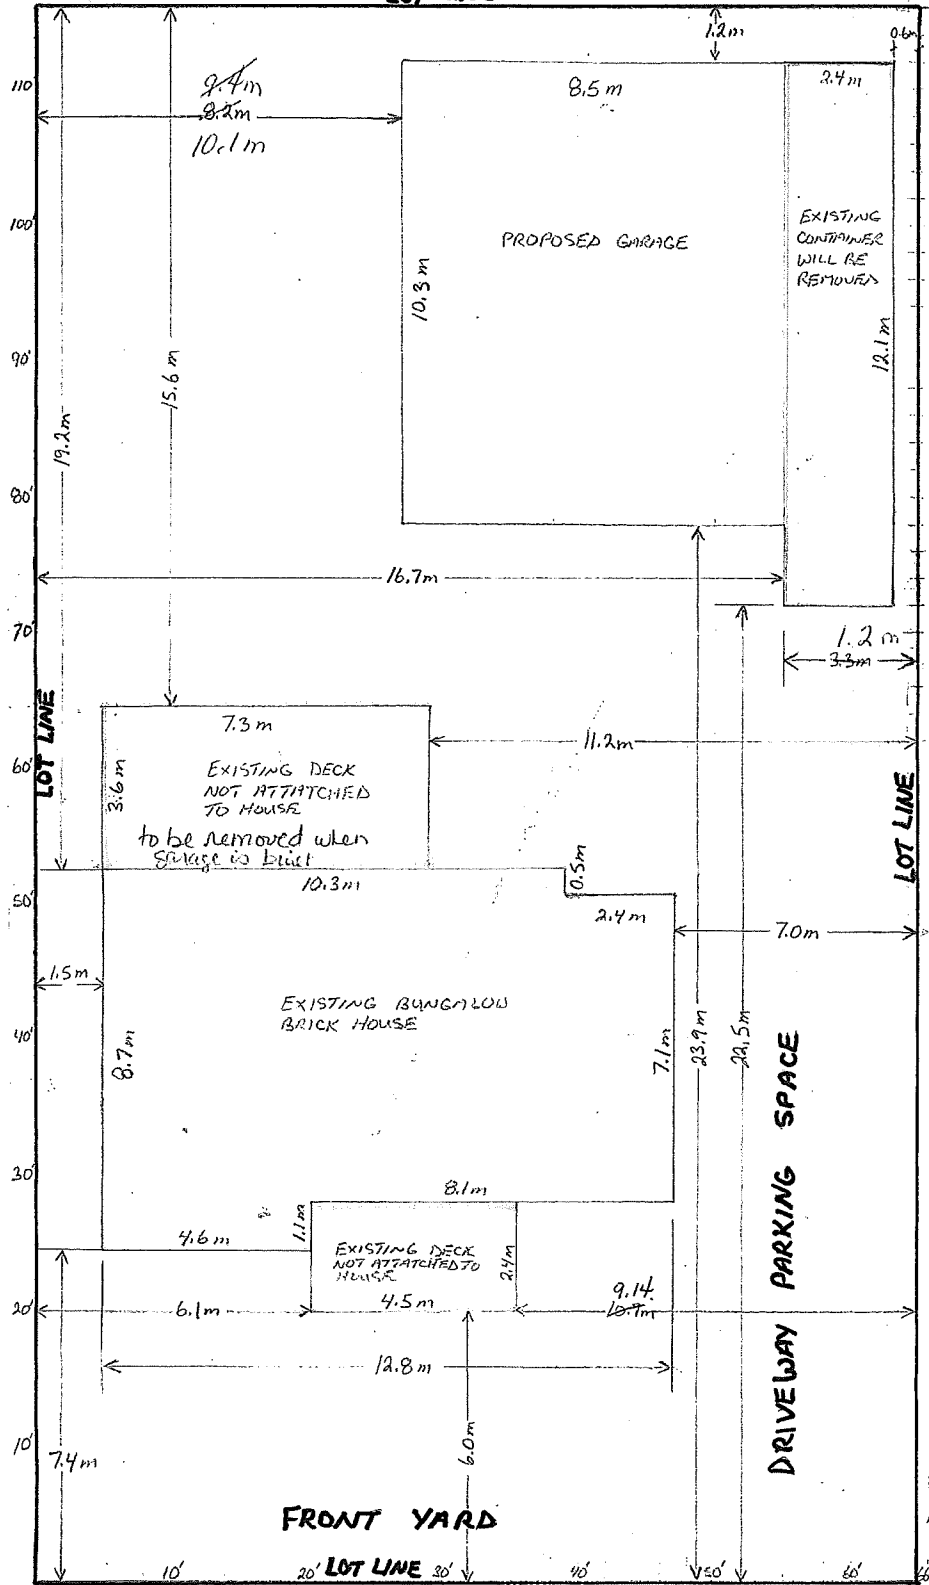 1.2m
0.6m
110'
9.4m
8.2m
10.1m
8.5m
2.4m
100'
PROPOSED GARAGE
EXISTING
CONTAINER
WILL BE
REMOVED
10.3m
90'
12.1m
15.6m
19.2m
80'
16.7m
70'
1.2m
3.3m
LOT LINE
7.3m
11.2m
60'
3.6m
EXISTING DECK
NOT ATTATCHED
TO HOUSE
to be removed when
garage is built
LOT LINE
10.3m
0.5m
50'
2.4m
7.0m
1.5m
EXISTING BUNGALOW
BRICK HOUSE
40'
8.7m
7.1m
23.9m
22.5m
DRIVEWAY PARKING SPACE
30'
8.1m
1.1m
4.6m
EXISTING DECK
NOT ATTATCHED TO
HOUSE
2.4m
20'
6.1m
4.5m
9.14
10.7m
12.8m
10'
7.4m
6.0m
FRONT YARD
10'
20'
LOT LINE
30'
40'
50'
60'
66'